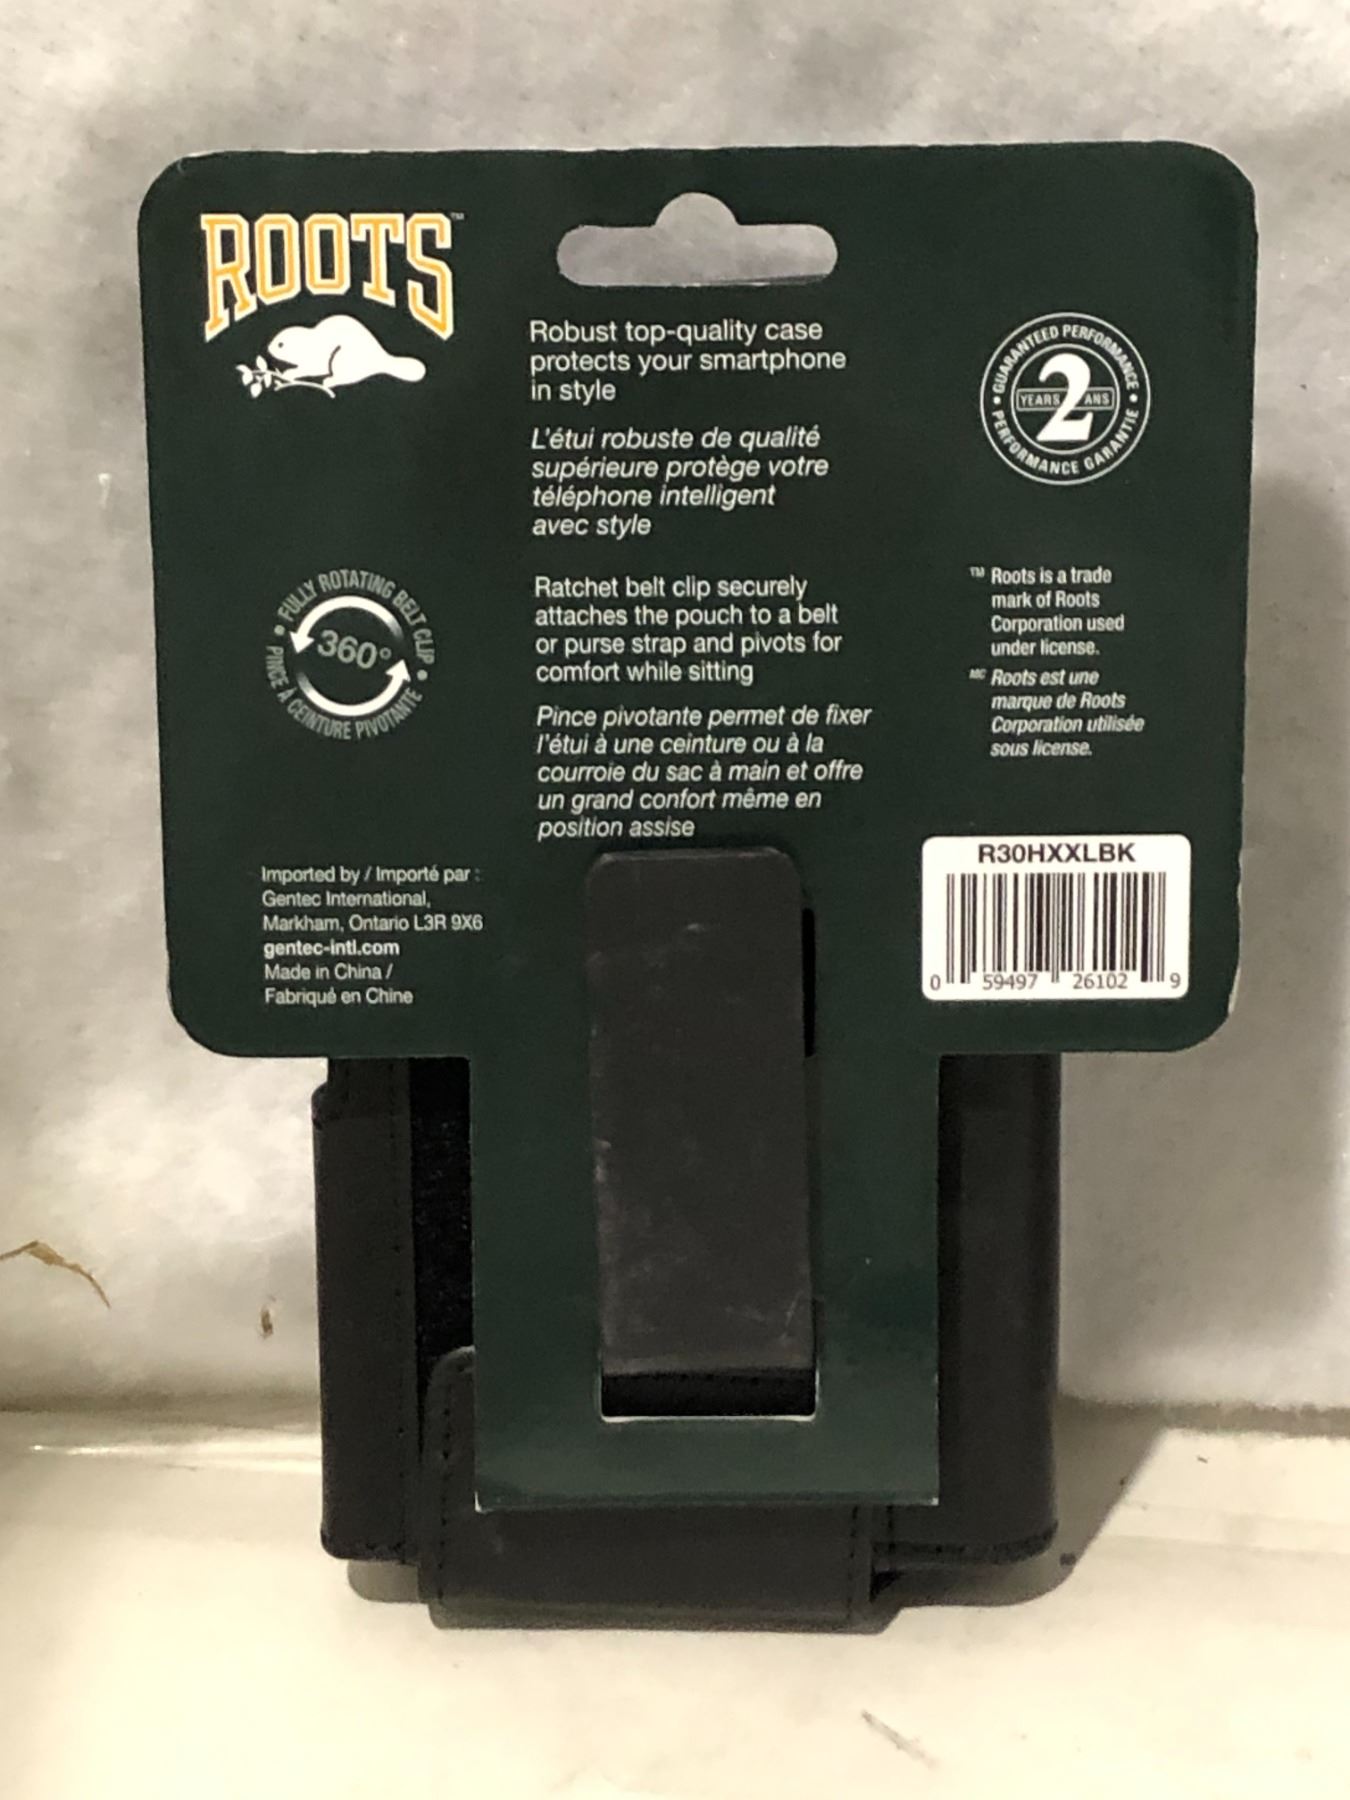 ROOTS™
Robust top-quality case
protects your smartphone
in style
L'étui robuste de qualité
supérieure protège votre
téléphone intelligent
avec style
• GUARANTEED PERFORMANCE •
2
YEARS ANS
PERFORMANCE GARANTIE
• FULLY ROTATING BELT CLIP •
360°
PINCE À CEINTURE PIVOTANTE
Ratchet belt clip securely
attaches the pouch to a belt
or purse strap and pivots for
comfort while sitting
Pince pivotante permet de fixer
l'étui à une ceinture ou à la
courroie du sac à main et offre
un grand confort même en
position assise
™ Roots is a trade
mark of Roots
Corporation used
under license.
MC Roots est une
marque de Roots
Corporation utilisée
sous license.
Imported by / Importé par :
Gentec International,
Markham, Ontario L3R 9X6
gentec-intl.com
Made in China /
Fabriqué en Chine
R30HXXLBK
0 59497 26102 9